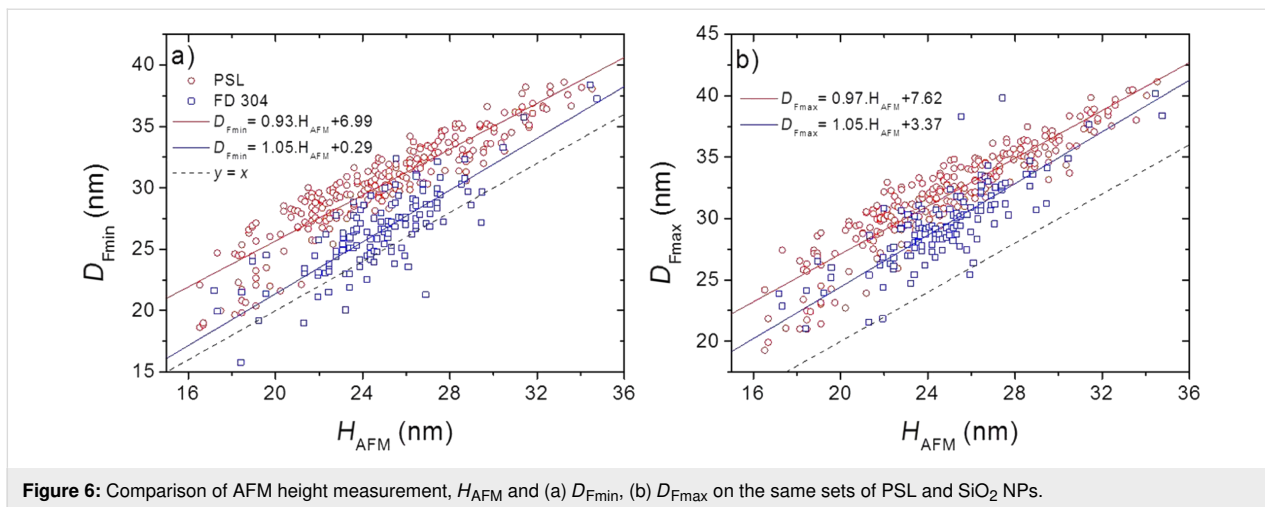 a)
PSL
FD 304
D_Fmin = 0.93.H_AFM+6.99
D_Fmin = 1.05.H_AFM+0.29
y = x
40
35
30
25
20
15
D_Fmin (nm)
16 20 24 28 32 36
H_AFM (nm)
b)
D_Fmax = 0.97.H_AFM+7.62
D_Fmax = 1.05.H_AFM+3.37
45
40
35
30
25
20
D_Fmax (nm)
16 20 24 28 32 36
H_AFM (nm)
Figure 6: Comparison of AFM height measurement, H_AFM and (a) D_Fmin, (b) D_Fmax on the same sets of PSL and SiO₂ NPs.